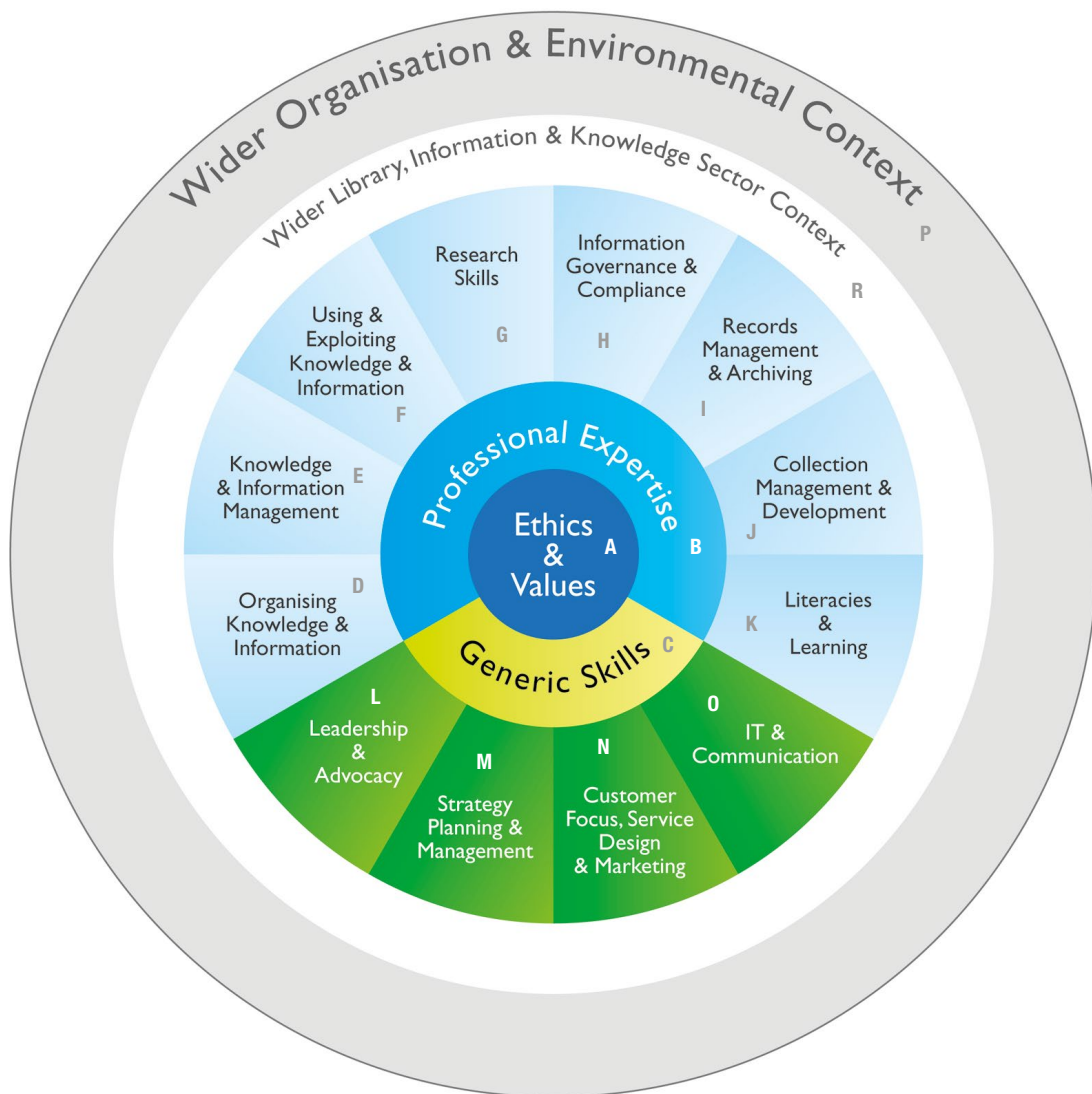 Wider Organisation & Environmental Context
P
Wider Library, Information & Knowledge Sector Context
R
Research
Skills
G
Information
Governance &
Compliance
H
Using &
Exploiting
Knowledge &
Information
F
Records
Management
& Archiving
I
Knowledge
& Information
Management
E
Collection
Management &
Development
J
Professional Expertise
B
Ethics
&
Values
A
D
Organising
Knowledge &
Information
Literacies
&
Learning
K
Generic Skills
C
L
Leadership
&
Advocacy
M
Strategy
Planning &
Management
N
Customer
Focus, Service
Design
& Marketing
O
IT &
Communication